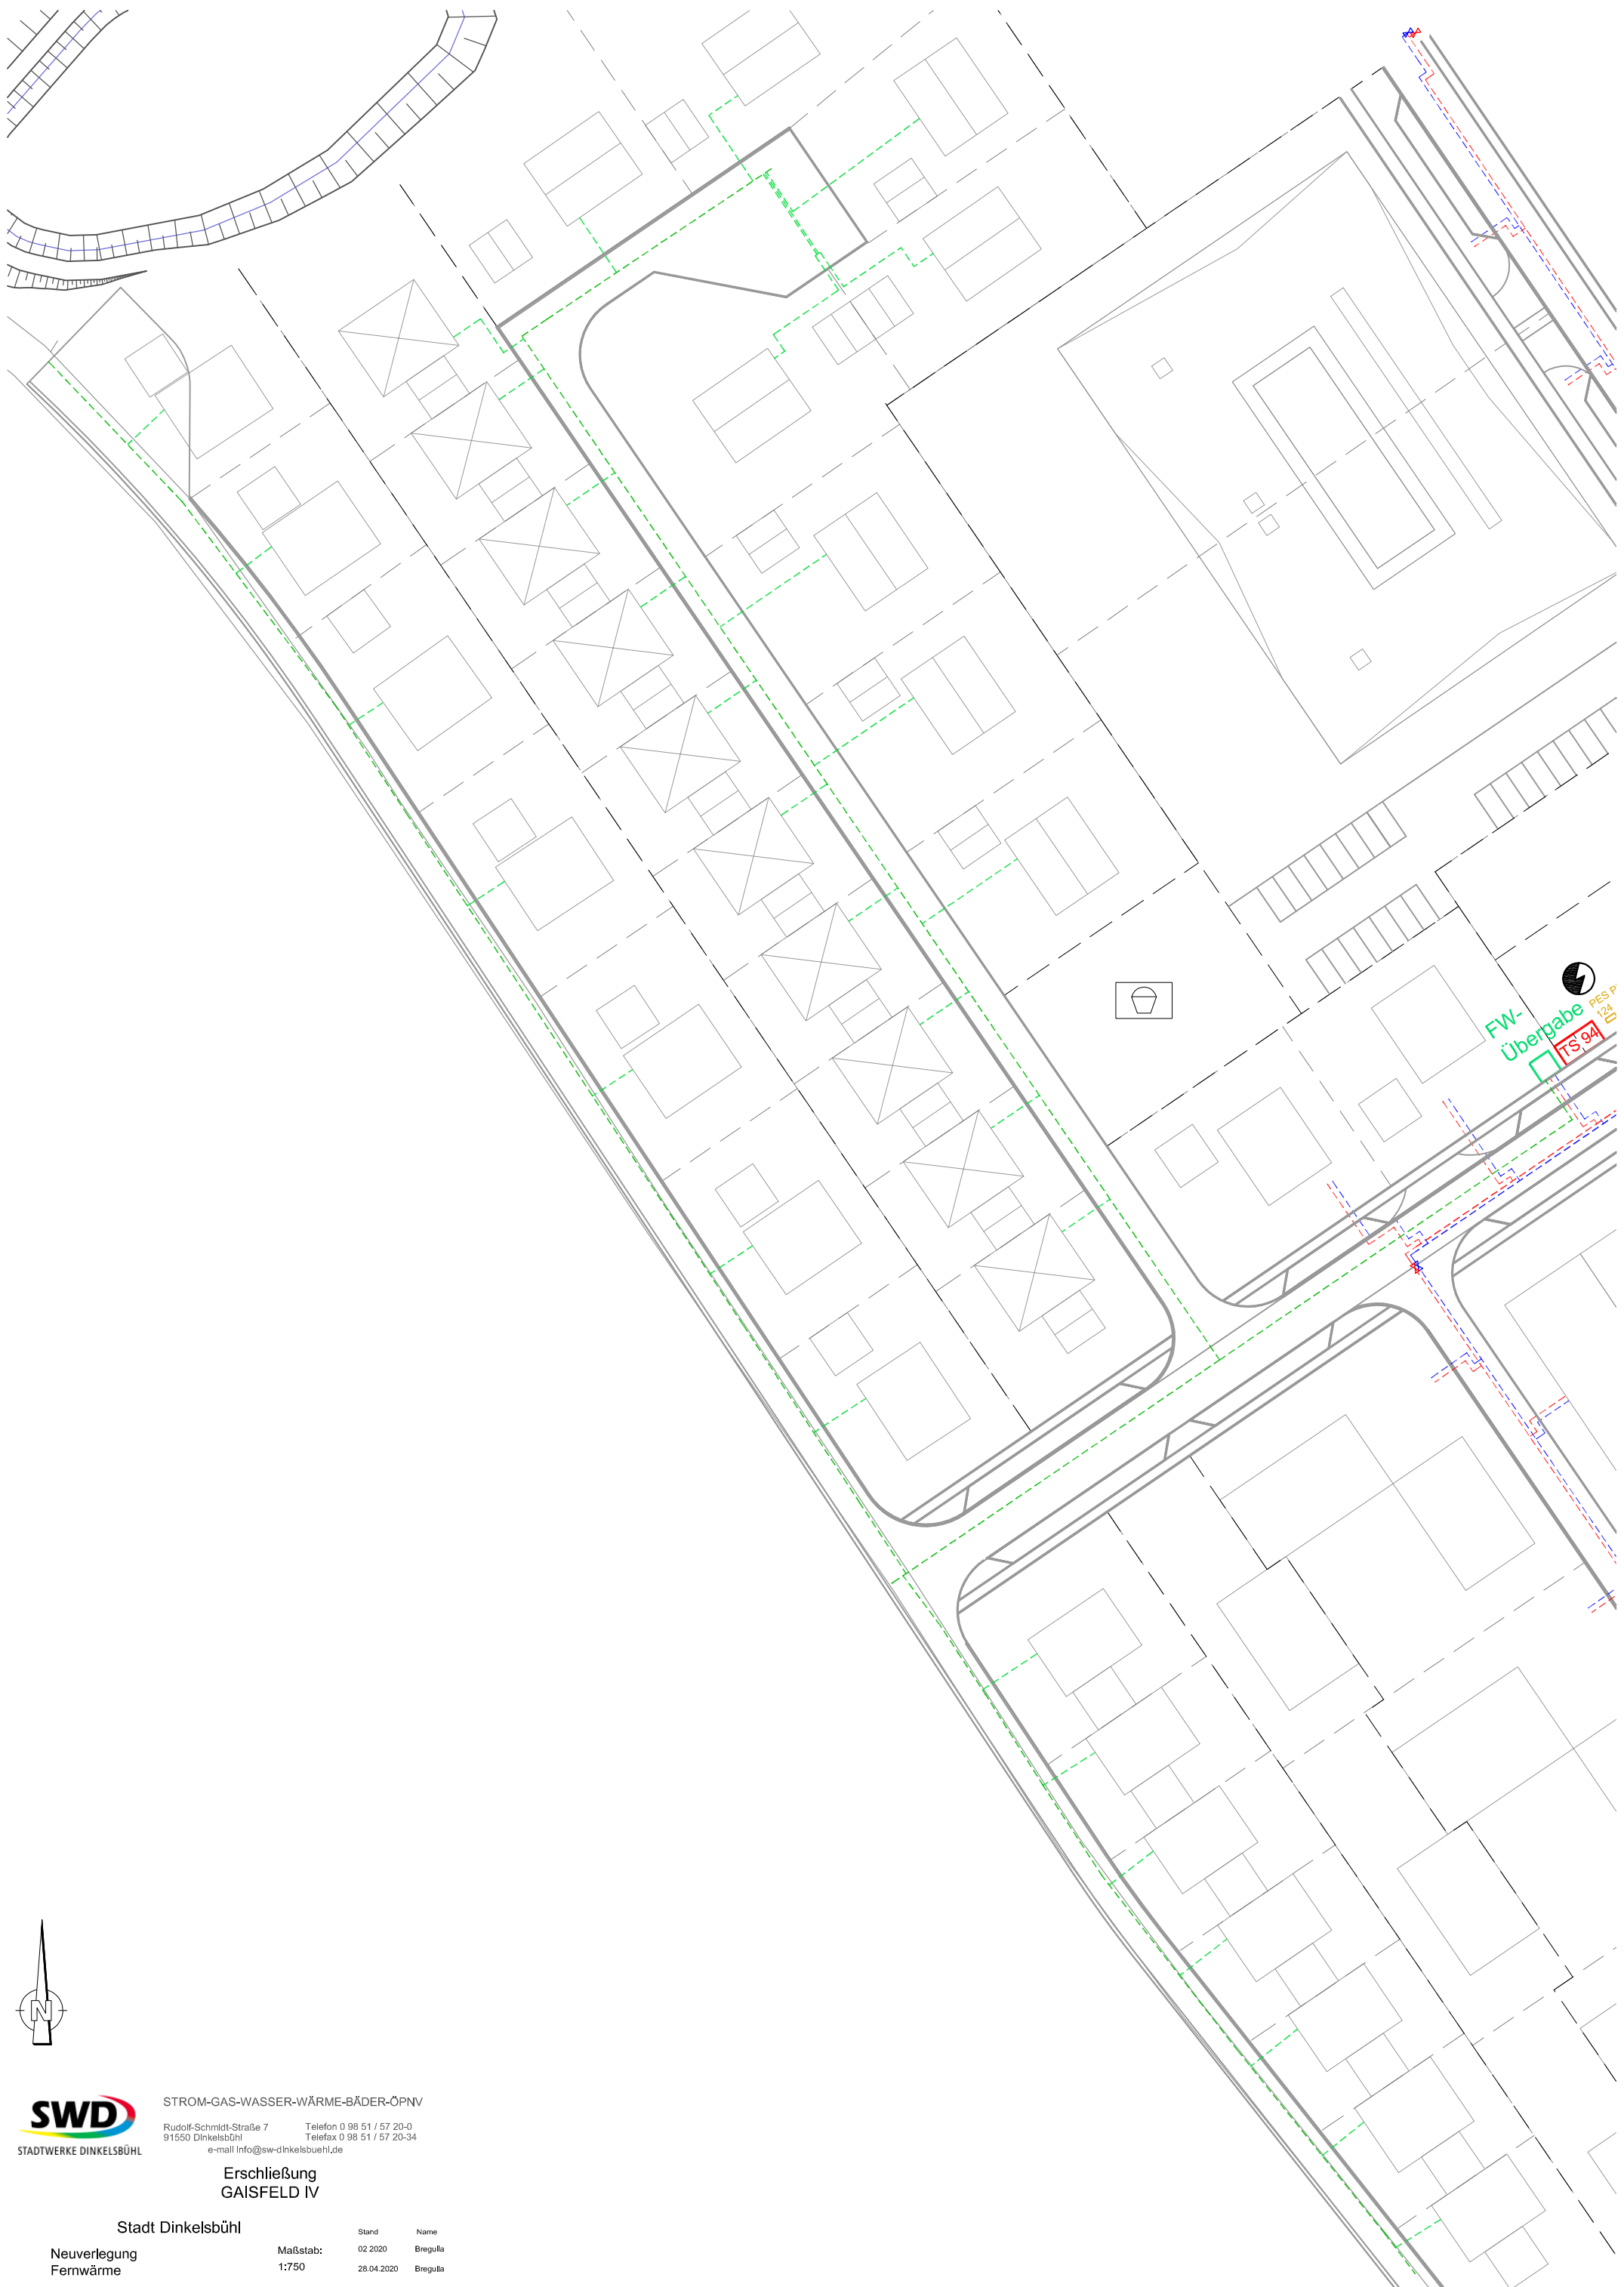 FW-
Übergabe
PES P
124
TS 94
N
SWD
STADTWERKE DINKELSBÜHL
STROM-GAS-WASSER-WÄRME-BÄDER-ÖPNV
Rudolf-Schmidt-Straße 7 Telefon 0 98 51 / 57 20-0
91550 Dinkelsbühl Telefax 0 98 51 / 57 20-34
e-mail info@sw-dinkelsbuehl.de
Erschließung
GAISFELD IV
Stadt Dinkelsbühl
Stand Name
Neuverlegung Maßstab: 02 2020 Bregulla
Fernwärme 1:750 28.04.2020 Bregulla